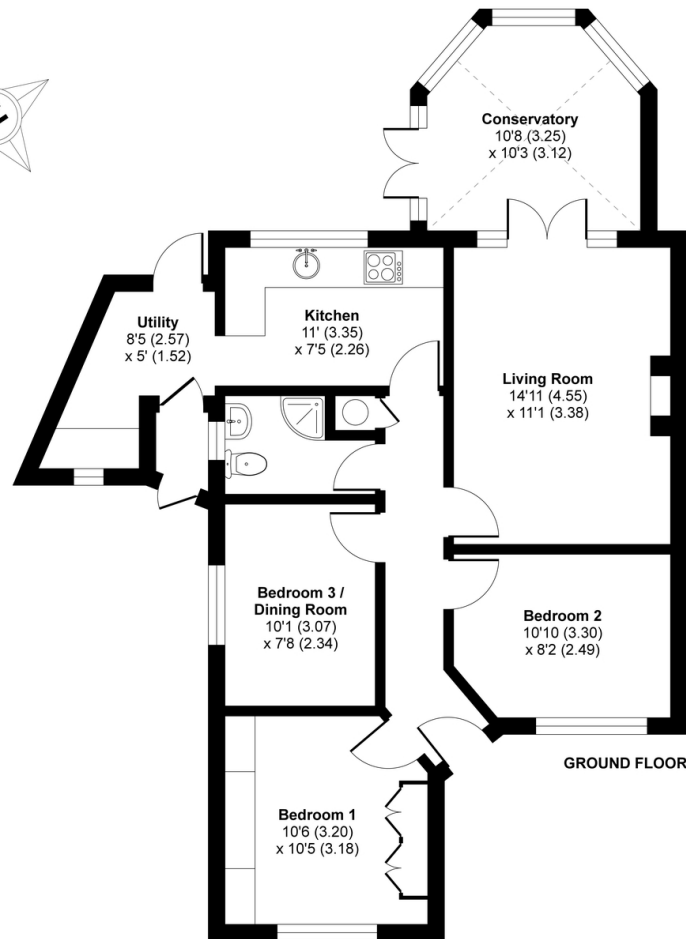 Conservatory
10'8 (3.25)
x 10'3 (3.12)
Utility
8'5 (2.57)
x 5' (1.52)
Kitchen
11' (3.35)
x 7'5 (2.26)
Living Room
14'11 (4.55)
x 11'1 (3.38)
Bedroom 3 /
Dining Room
10'1 (3.07)
x 7'8 (2.34)
Bedroom 2
10'10 (3.30)
x 8'2 (2.49)
GROUND FLOOR
Bedroom 1
10'6 (3.20)
x 10'5 (3.18)